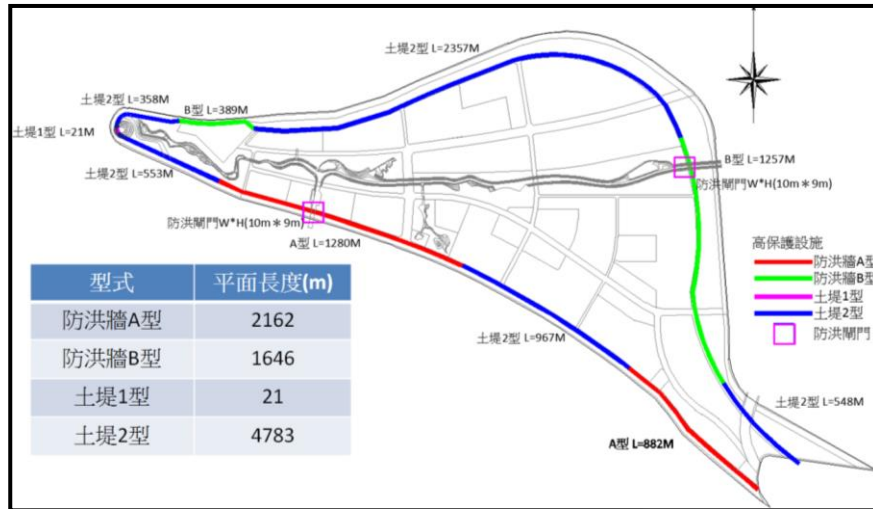 土堤2型 L=2357M
土堤2型 L=358M
B型 L=389M
土堤1型 L=21M
B型 L=1257M
土堤2型 L=553M
防洪閘門W*H(10m＊9m)
防洪閘門W*H(10m＊9m)
A型 L=1280M
高保護設施
防洪牆A型
防洪牆B型
土堤1型
土堤2型
防洪閘門
型式 平面長度(m)
防洪牆A型 2162
防洪牆B型 1646
土堤1型 21
土堤2型 4783
土堤2型 L=967M
土堤2型 L=548M
A型 L=882M